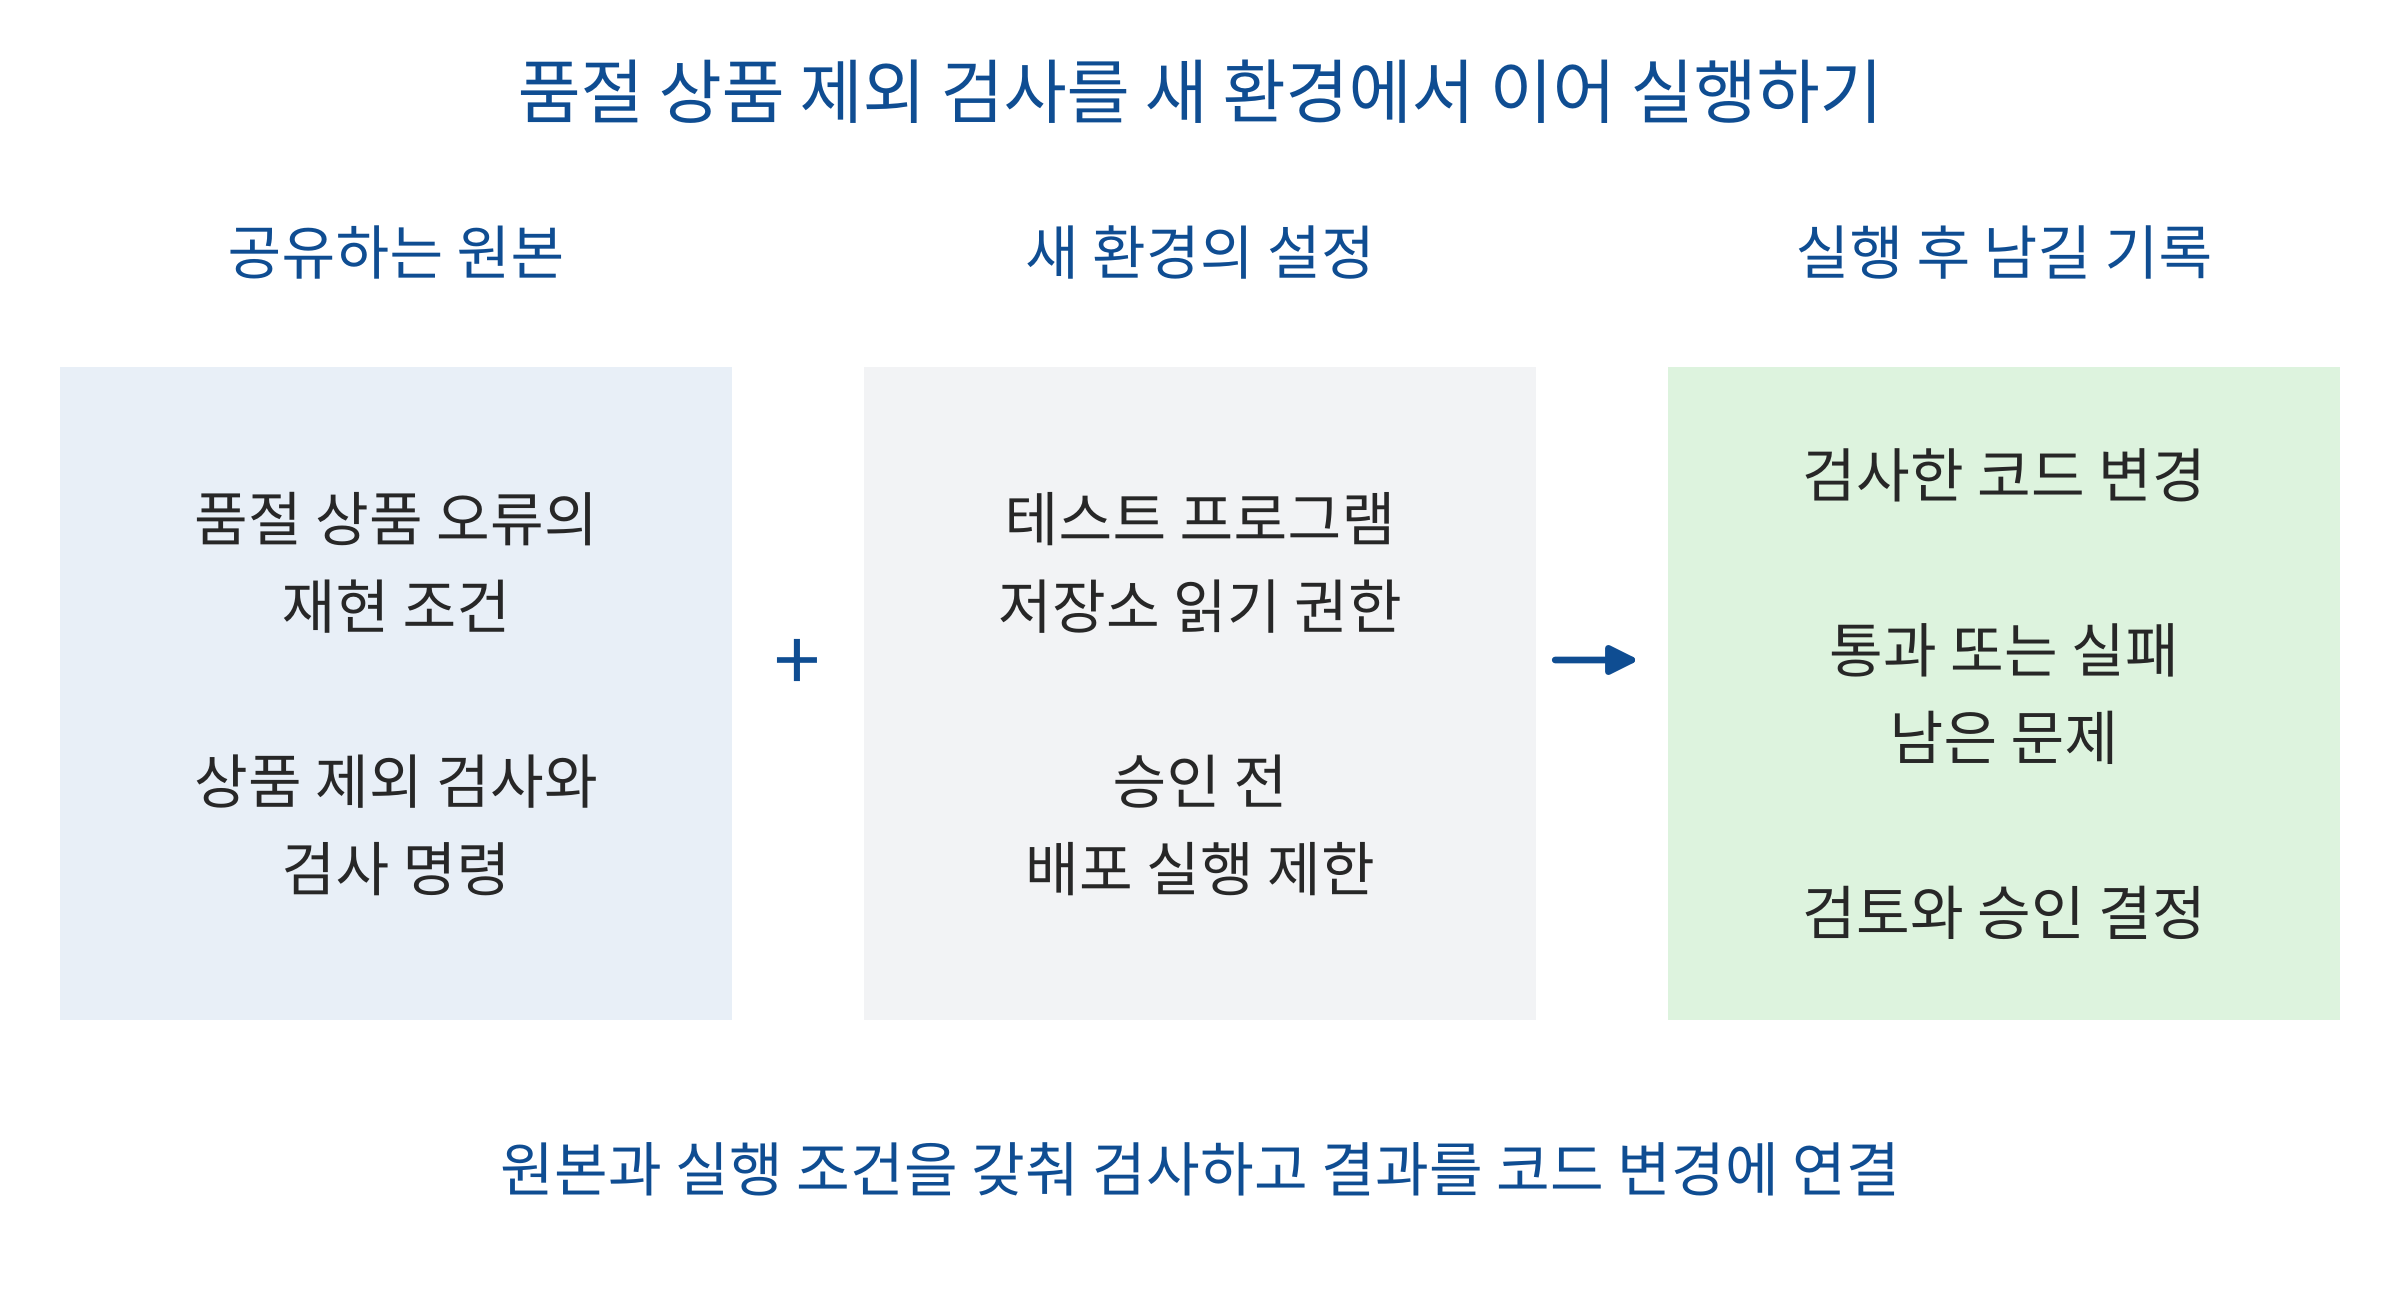 품절 상품 제외 검사를 새 환경에서 이어 실행하기
공유하는 원본
품절 상품 오류의
재현 조건
상품 제외 검사와
검사 명령
+
새 환경의 설정
테스트 프로그램
저장소 읽기 권한
승인 전
배포 실행 제한
실행 후 남길 기록
검사한 코드 변경
통과 또는 실패
남은 문제
검토와 승인 결정
원본과 실행 조건을 갖춰 검사하고 결과를 코드 변경에 연결